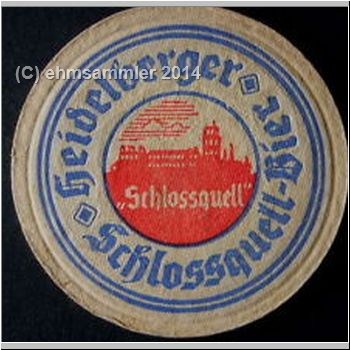 (C) ehmsammler 2014
Heidelberger
Schlossquell-Bier
„Schlossquell"